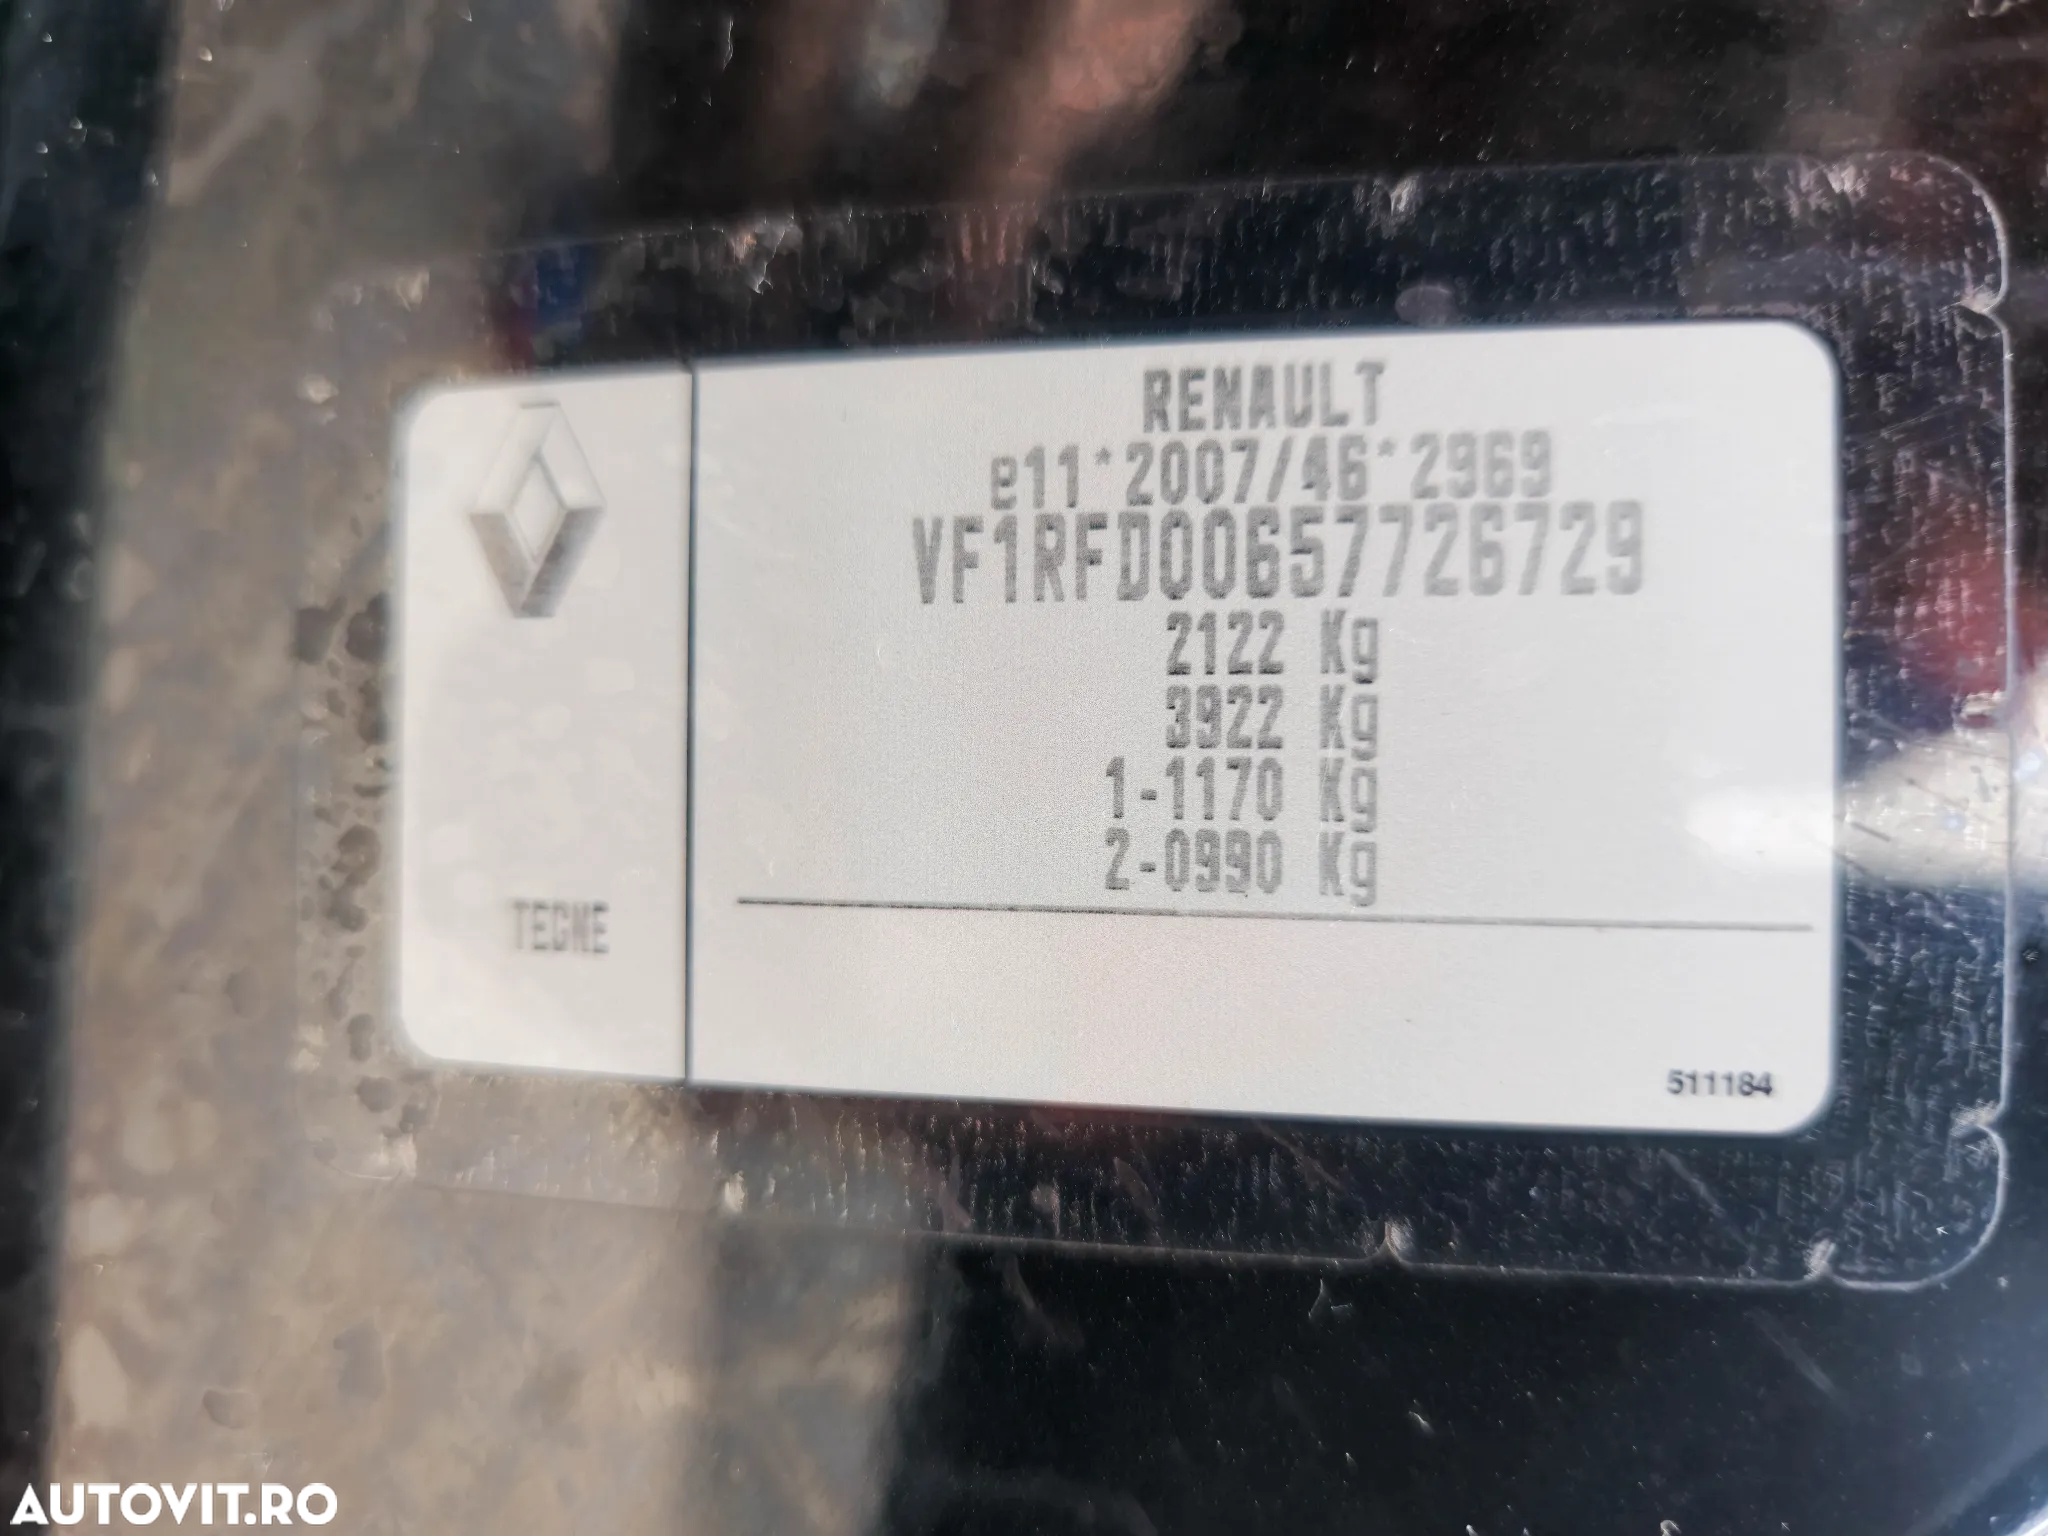 RENAULT
e11*2007/46*2969
VF1RFD00657726729
2122 Kg
3922 Kg
1-1170 Kg
2-0990 Kg
TEGNE
511184
AUTOVIT.RO